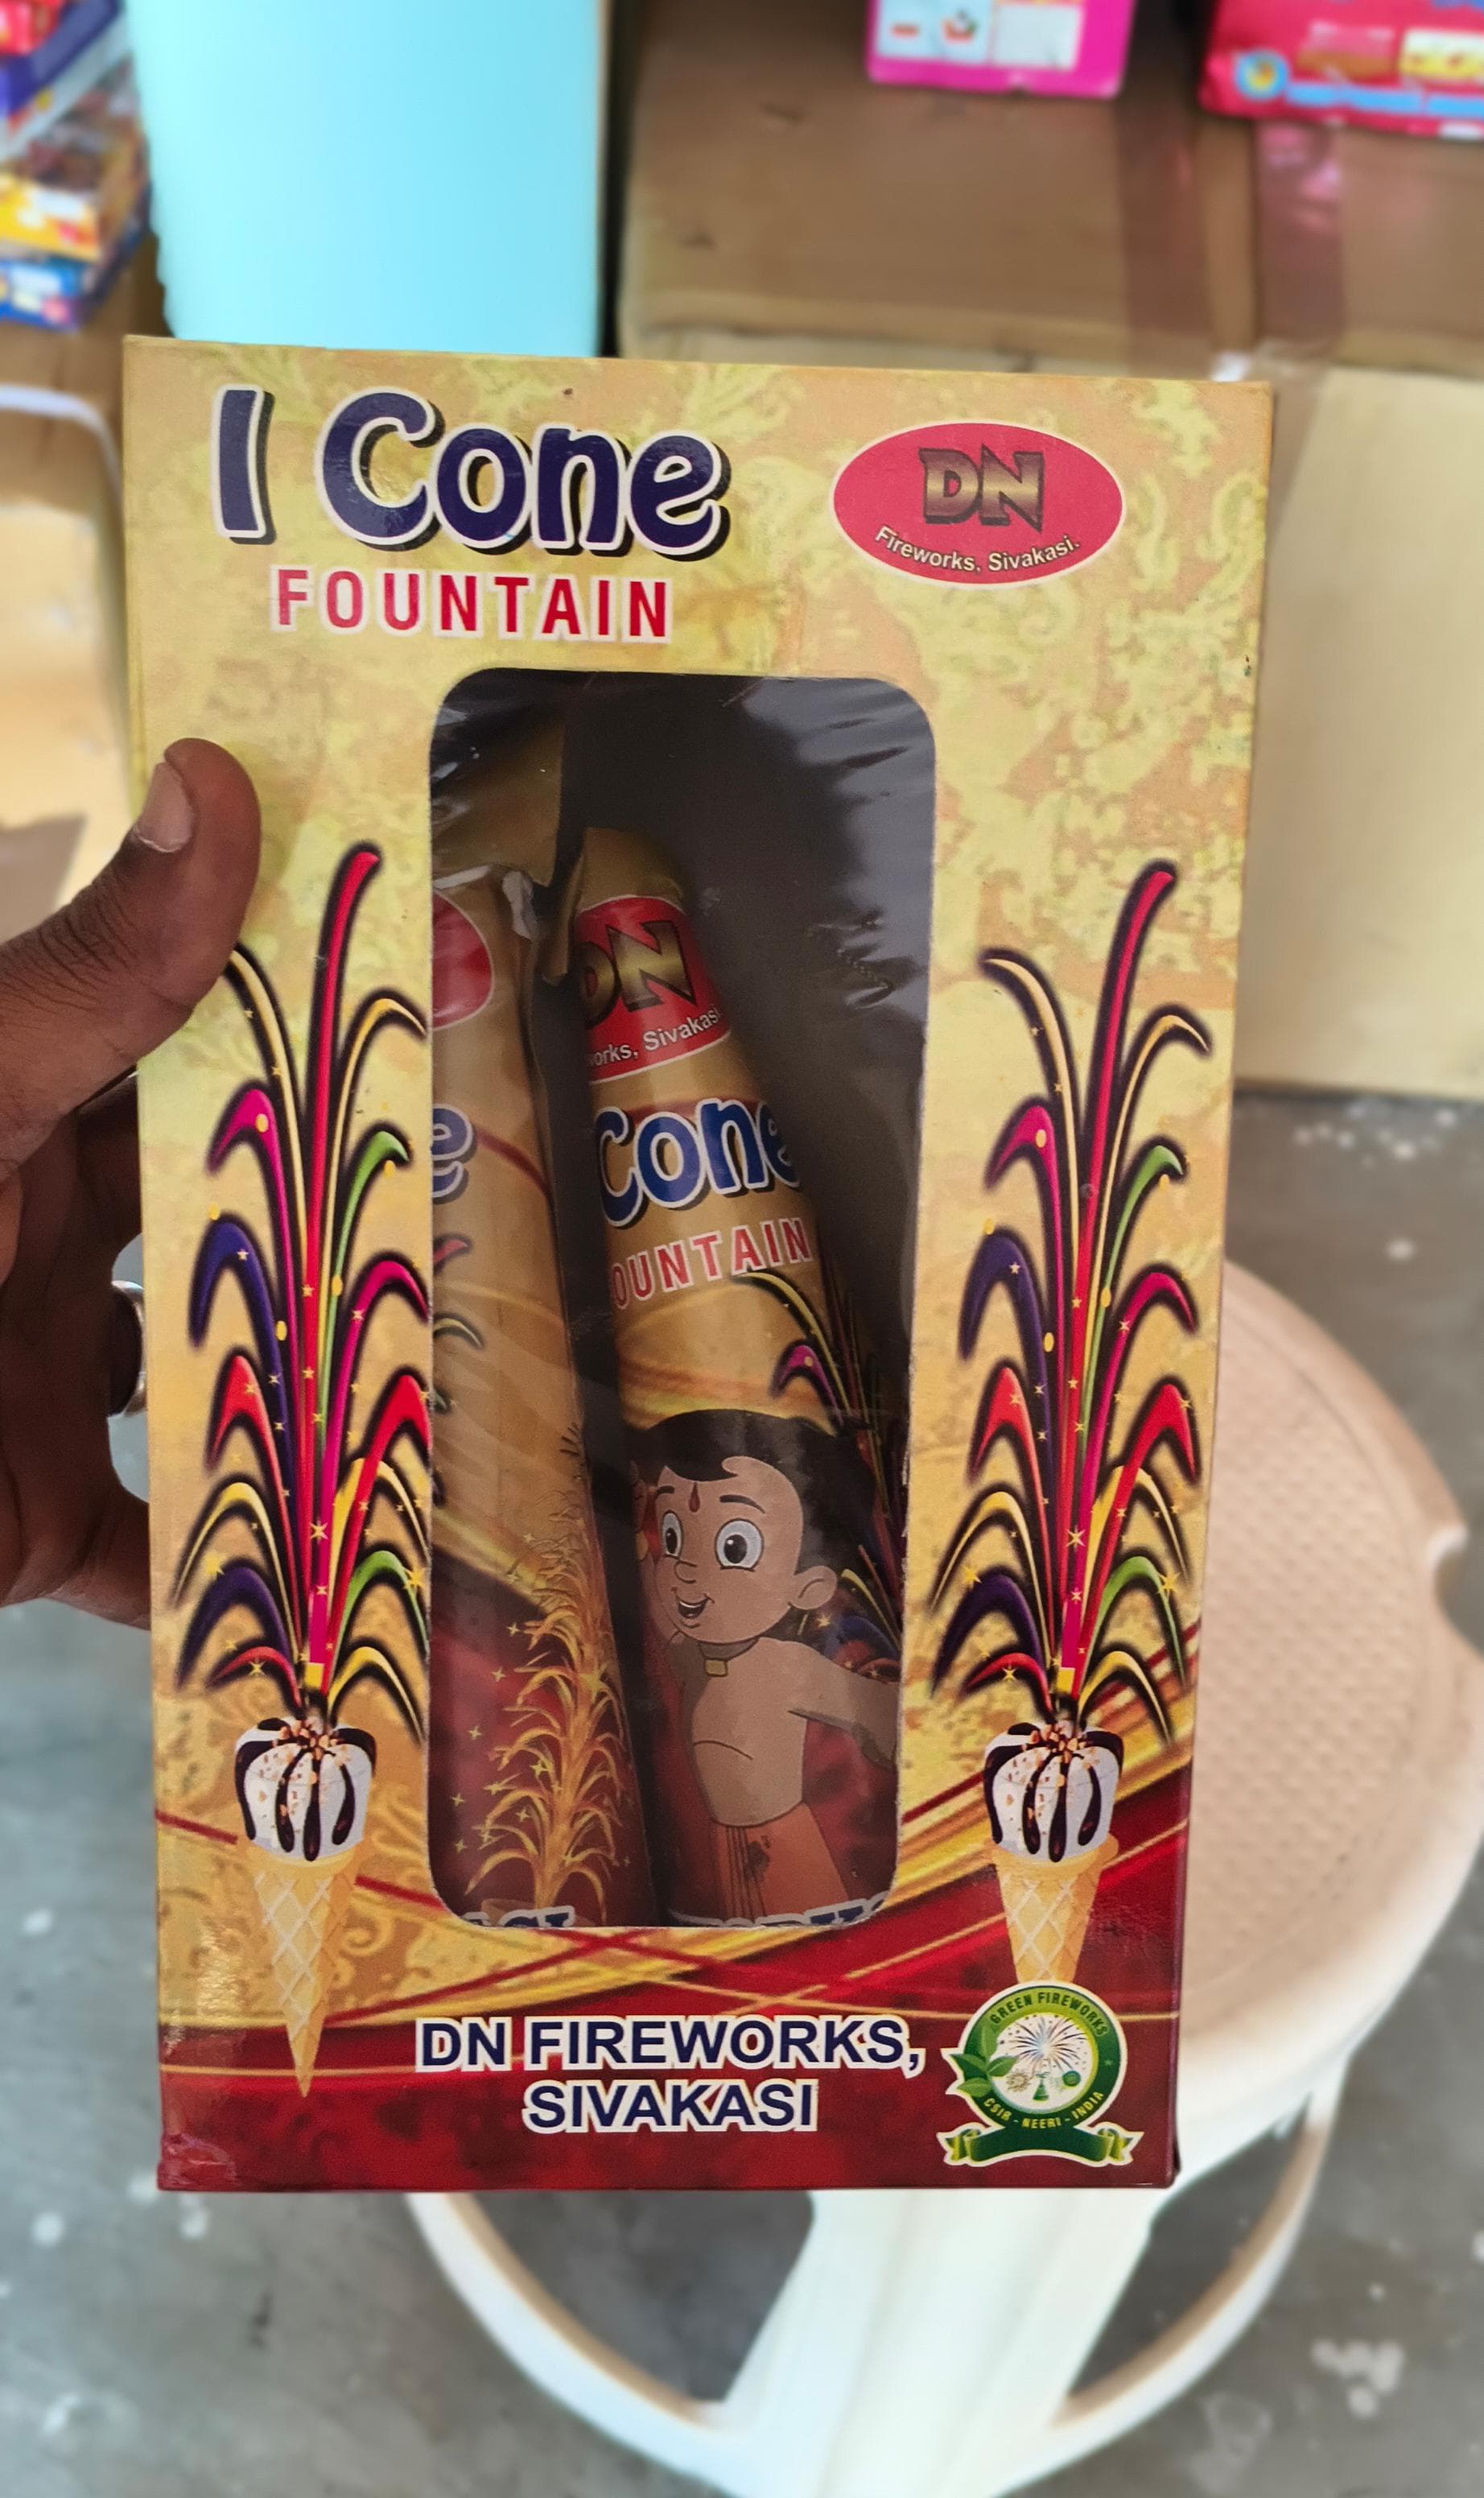 I Cone
FOUNTAIN
DN
Fireworks, Sivakasi.
DN
works, Sivakasi.
e
Cone
OUNTAIN
DN FIREWORKS,
SIVAKASI
GREEN FIREWORKS
CSIR - NEERI - INDIA